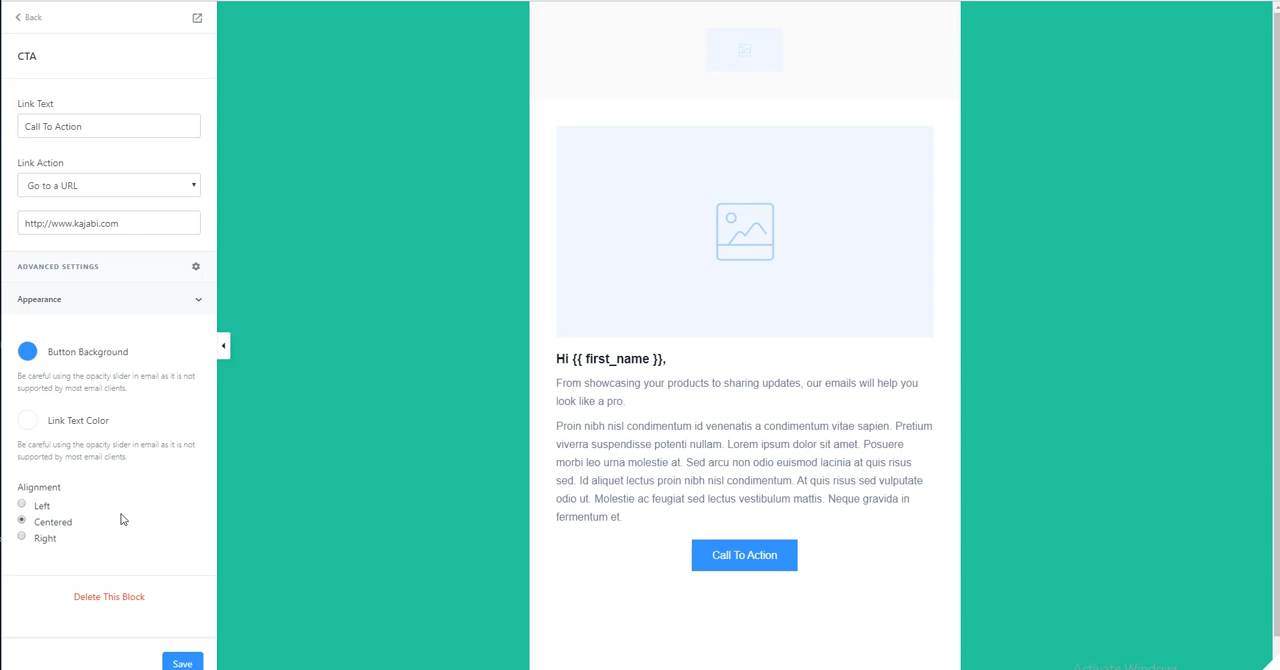 Back
CTA
Link Text
Call To Action
Link Action
Go to a URL
http://www.kajabi.com
ADVANCED SETTINGS
Appearance
Button Background
Be careful using the opacity slider in email as it is not
supported by most email clients.
Link Text Color
Be careful using the opacity slider in email as it is not
supported by most email clients.
Alignment
Left
Centered
Right
Delete This Block
Save
Hi {{ first_name }},
From showcasing your products to sharing updates, our emails will help you
look like a pro.
Proin nibh nisl condimentum id venenatis a condimentum vitae sapien. Pretium
viverra suspendisse potenti nullam. Lorem ipsum dolor sit amet. Posuere
morbi leo urna molestie at. Sed arcu non odio euismod lacinia at quis risus
sed. Id aliquet lectus proin nibh nisl condimentum. At quis risus sed vulputate
odio ut. Molestie ac feugiat sed lectus vestibulum mattis. Neque gravida in
fermentum et.
Call To Action
Activate Windows